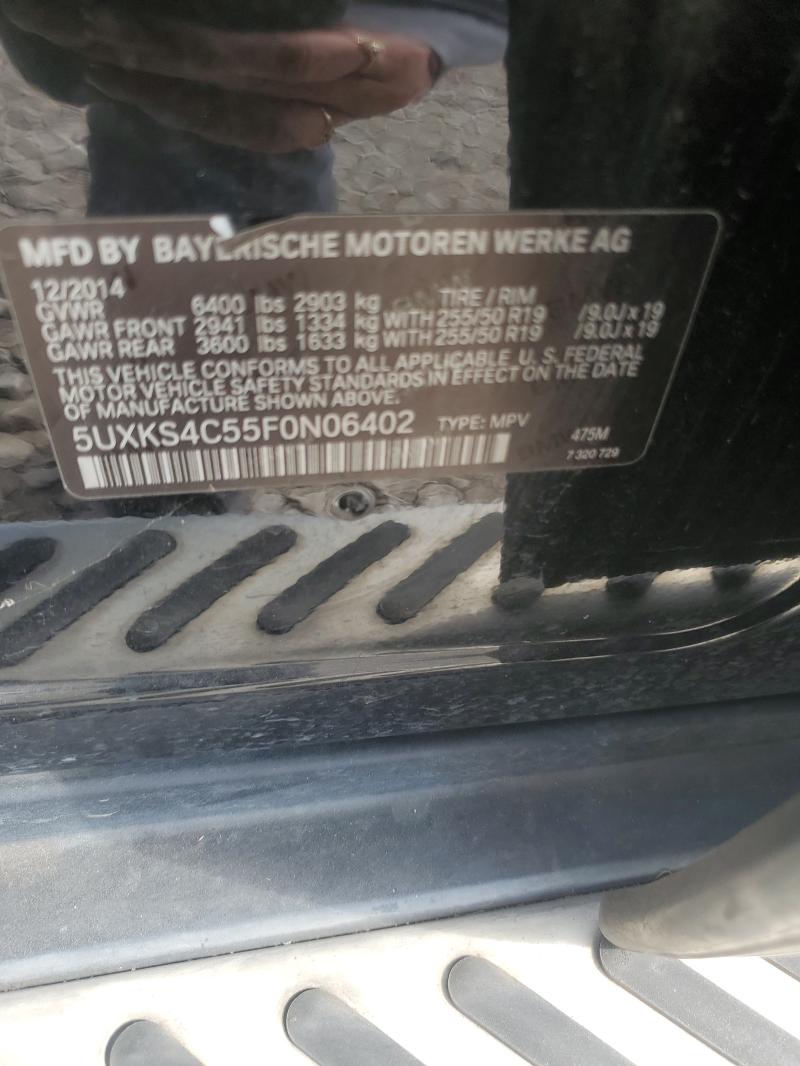 MFD BY BAYERISCHE MOTOREN WERKE AG
12/2014
GVWR 6400 lbs 2903 kg TIRE / RIM
GAWR FRONT 2941 lbs 1334 kg WITH 255/50 R19 /9.0J x 19
GAWR REAR 3600 lbs 1633 kg WITH 255/50 R19 /9.0J x 19
THIS VEHICLE CONFORMS TO ALL APPLICABLE U. S. FEDERAL
MOTOR VEHICLE SAFETY STANDARDS IN EFFECT ON THE DATE
OF MANUFACTURE SHOWN ABOVE.
5UXKS4C55F0N06402 TYPE: MPV
475M
7 320 729